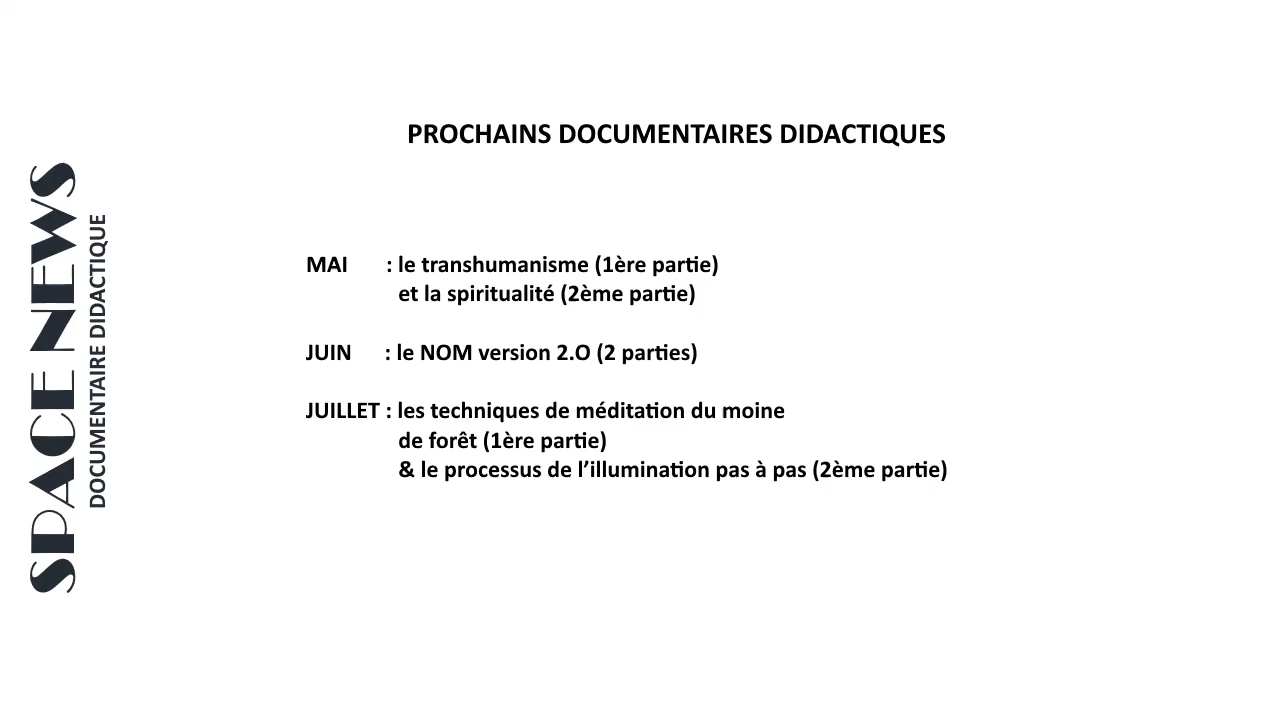 SPACE NEWS
DOCUMENTAIRE DIDACTIQUE
PROCHAINS DOCUMENTAIRES DIDACTIQUES
MAI : le transhumanisme (1ère partie)
et la spiritualité (2ème partie)
JUIN : le NOM version 2.O (2 parties)
JUILLET : les techniques de méditation du moine
de forêt (1ère partie)
& le processus de l’illumination pas à pas (2ème partie)